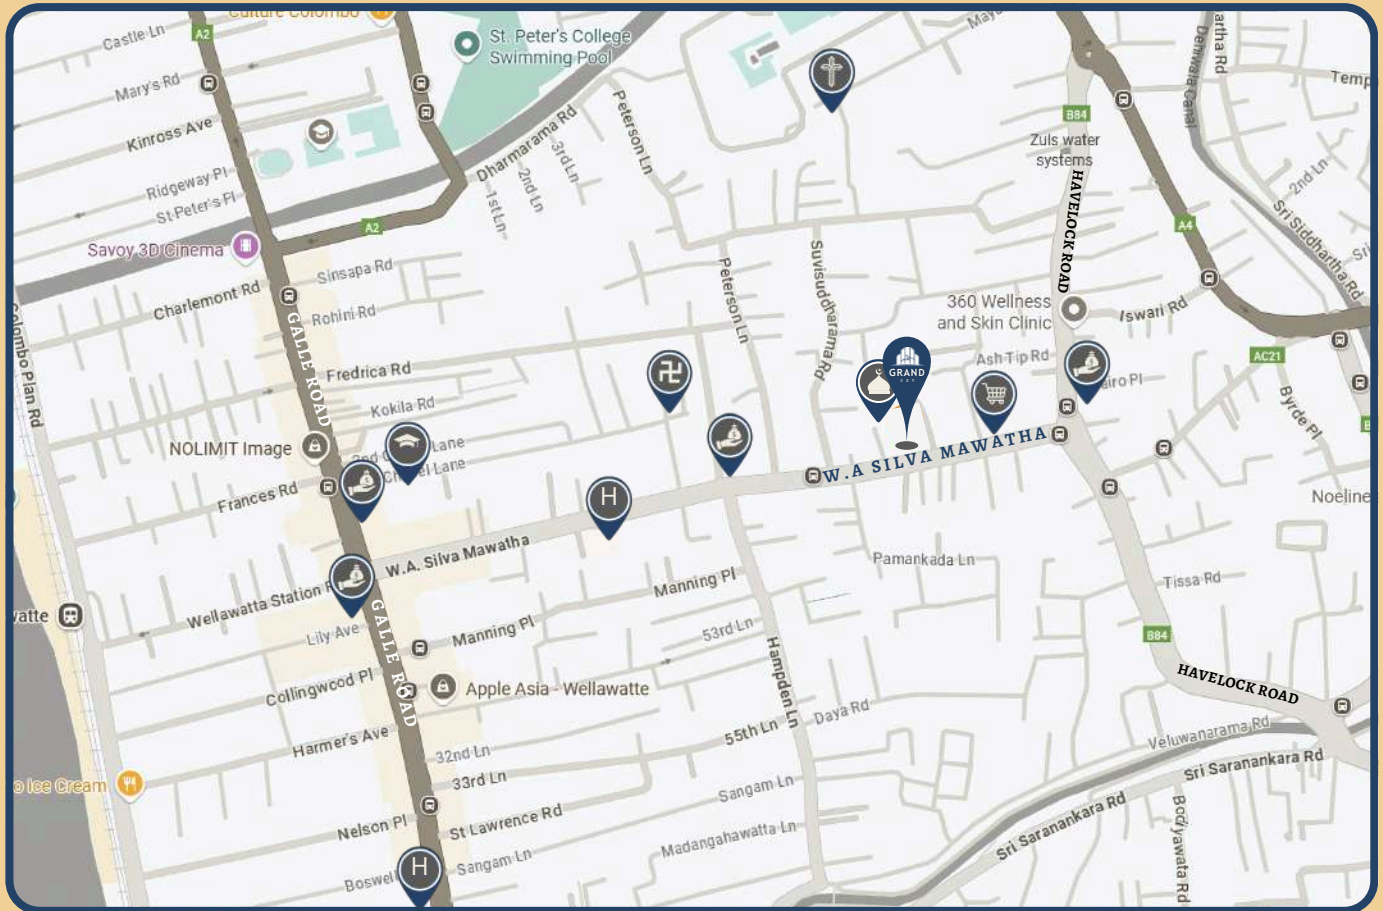 Culture Colombo
Castle Ln
A2
St. Peter's College
Swimming Pool
Mary's Rd
Kinross Ave
Ridgeway Pl
St Peter's Pl
A2
Savoy 3D Cinema
Dharmarama Rd
1st Ln
2nd Ln
3rd Ln
Peterson Ln
B84
Zuls water
systems
HAVELOCK ROAD
Dehiwala Canal
2nd Ln
Sri Siddhartha Rd
A4
Charlemont Rd
Sinsapa Rd
Rohini Rd
GALLE ROAD
Fredrica Rd
Kokila Rd
Peterson Ln
Suvisuddharama Rd
360 Wellness
and Skin Clinic
Iswari Rd
Ash Tip Rd
AC21
Byrde Pl
GRAND
NOLIMIT Image
Lane
Lane
Frances Rd
W.A SILVA MAWATHA
W.A. Silva Mawatha
Noeline
Pamankada Ln
Tissa Rd
Wellawatta Station
Lily Ave
GALLE ROAD
Manning Pl
Manning Pl
53rd Ln
B84
HAVELOCK ROAD
Collingwood Pl
Apple Asia - Wellawatte
Hampden Ln
Daya Rd
Harmer's Ave
32nd Ln
33rd Ln
55th Ln
Veluwanarama Rd
Sri Saranankara Rd
Sangam Ln
Ice Cream
Nelson Pl
St Lawrence Rd
Madangahawatta Ln
Sri Saranankara Rd
Bodiyawata Rd
Sangam Ln
H
H